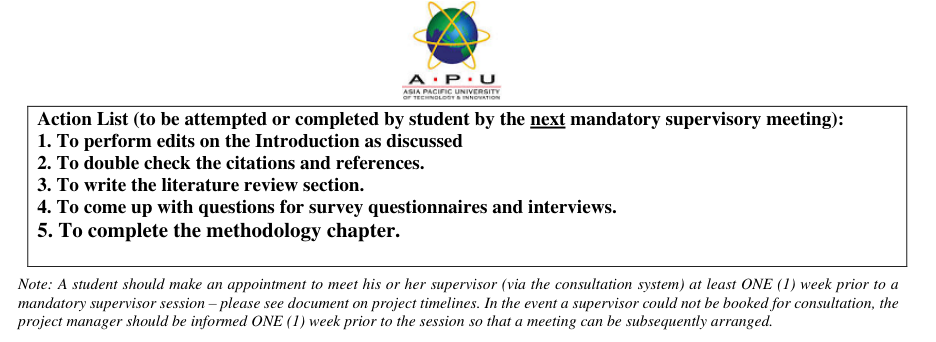 A·P·U
ASIA PACIFIC UNIVERSITY
OF TECHNOLOGY & INNOVATION
Action List (to be attempted or completed by student by the next mandatory supervisory meeting):
1. To perform edits on the Introduction as discussed
2. To double check the citations and references.
3. To write the literature review section.
4. To come up with questions for survey questionnaires and interviews.
5. To complete the methodology chapter.
Note: A student should make an appointment to meet his or her supervisor (via the consultation system) at least ONE (1) week prior to a
mandatory supervisor session – please see document on project timelines. In the event a supervisor could not be booked for consultation, the
project manager should be informed ONE (1) week prior to the session so that a meeting can be subsequently arranged.